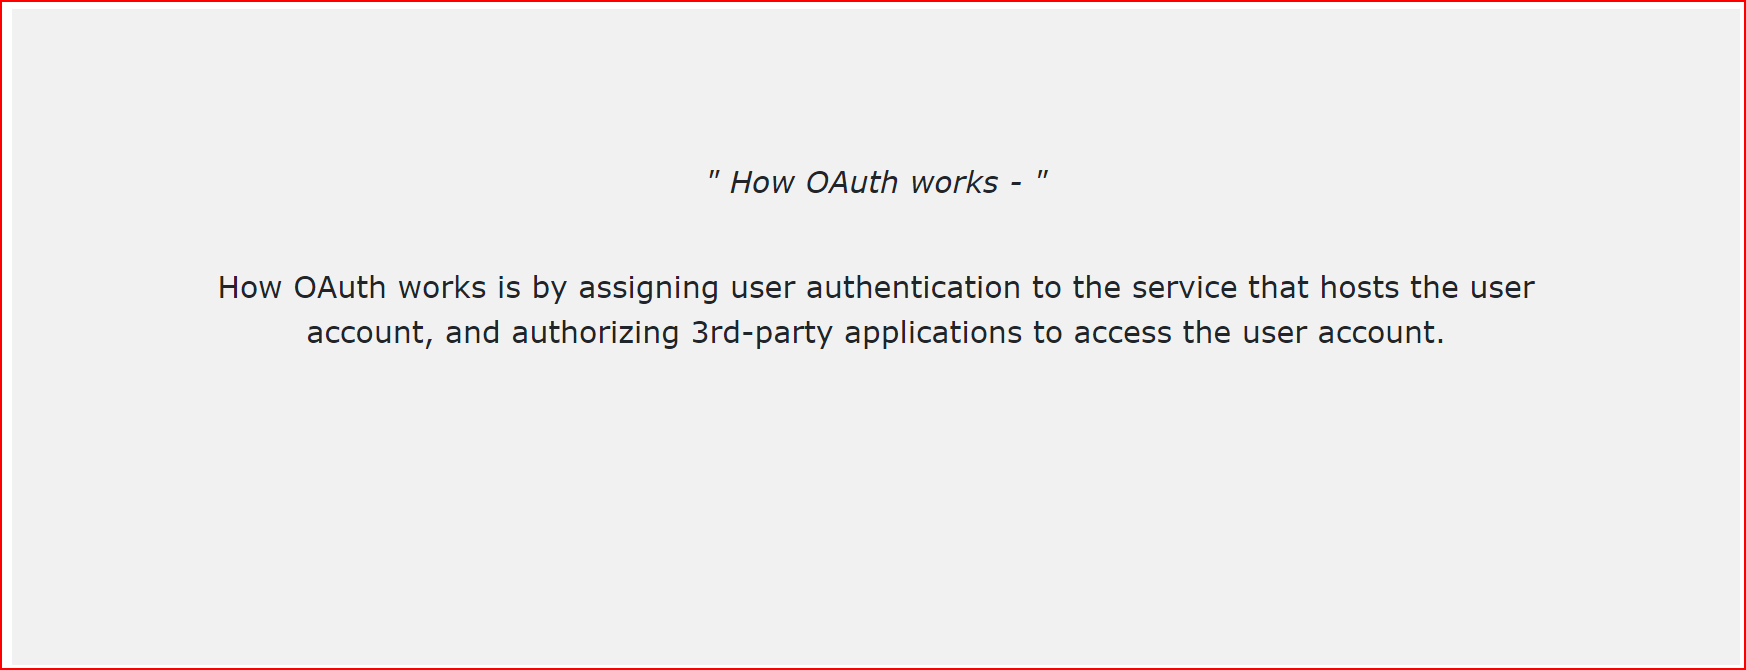 " How OAuth works - "
How OAuth works is by assigning user authentication to the service that hosts the user
account, and authorizing 3rd-party applications to access the user account.